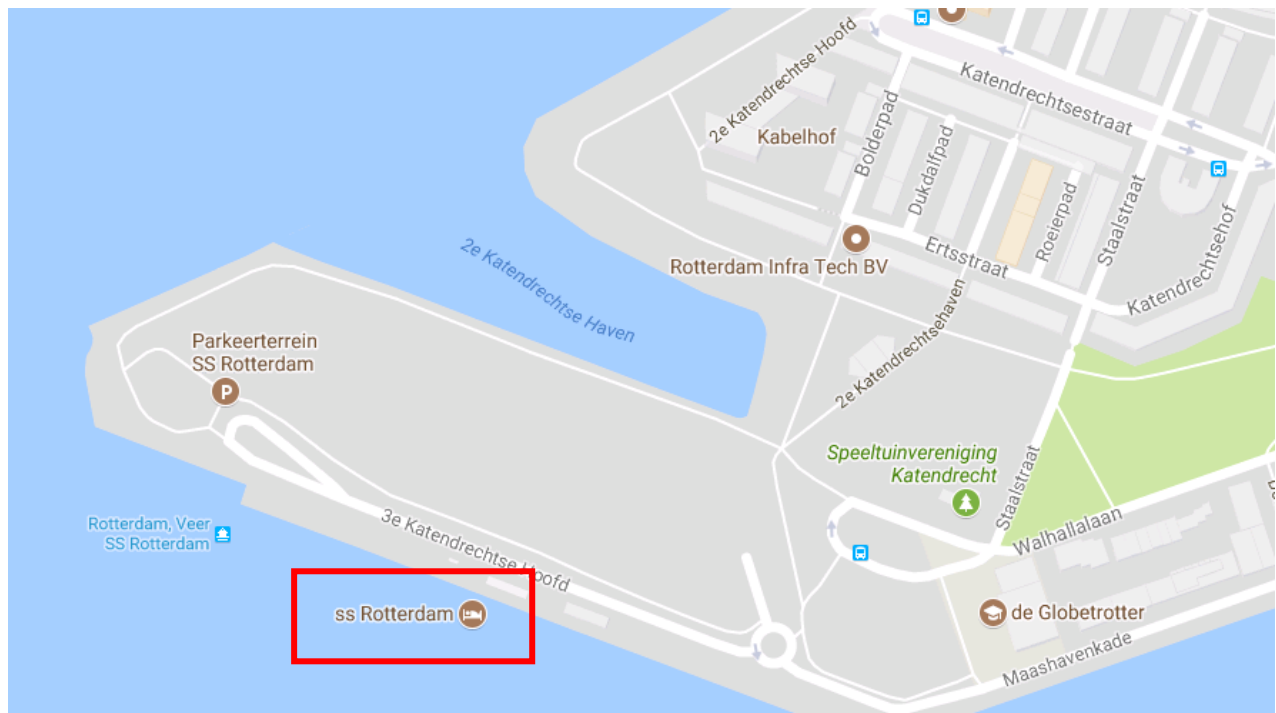 2e Katendrechtse Hoofd
Katendrechtsestraat
Kabelhof
Bolderpad
Dukdalfpad
Roeierpad
Staalstraat
Katendrechtsehof
Ertsstraat
Rotterdam Infra Tech BV
2e Katendrechtse Haven
2e Katendrechtsehaven
Parkeerterrein
SS Rotterdam
P
Speeltuinvereniging
Katendrecht
Staalstraat
Walhallalaan
Rotterdam, Veer
SS Rotterdam
3e Katendrechtse Hoofd
ss Rotterdam
de Globetrotter
Maashavenkade